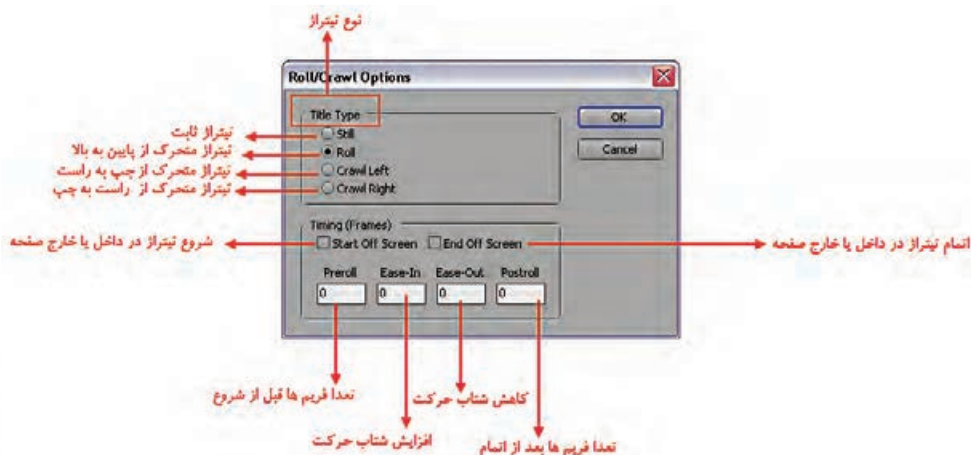 نوع تیتراژ
Roll/Crawl Options
Title Type
OK
تیتراژ ثابت
Still
تیتراژ متحرک از پایین به بالا
Roll
Cancel
تیتراژ متحرک از چپ به راست
Crawl Left
تیتراژ متحرک از راست به چپ
Crawl Right
Timing (Frames)
شروع تیتراژ در داخل یا خارج صفحه
Start Off Screen
End Off Screen
اتمام تیتراژ در داخل یا خارج صفحه
Preroll Ease-In Ease-Out Postroll
0 0 0 0
تعدا فریم ها قبل از شروع
کاهش شتاب حرکت
افزایش شتاب حرکت
تعدا فریم ها بعد از اتمام